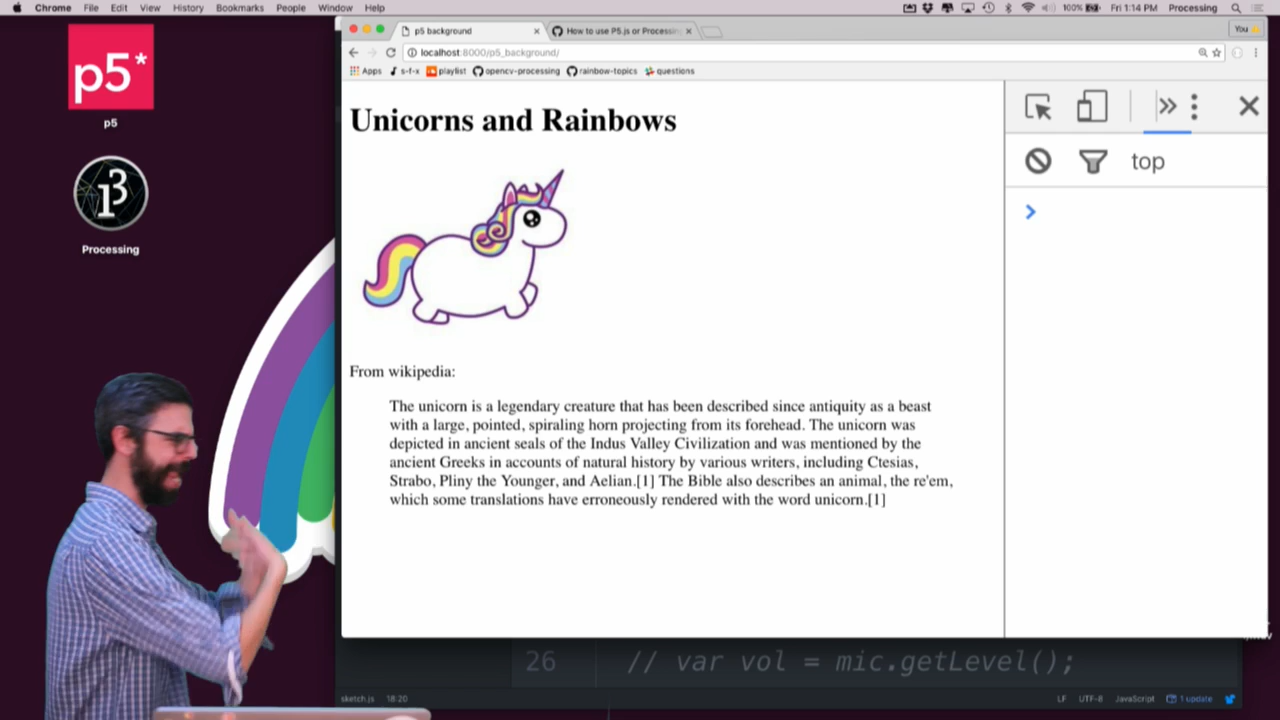 Chrome File Edit View History Bookmarks People Window Help
100% Fri 1:14 PM Processing
p5 background
How to use P5.js or Processing
You
localhost:8000/p5_background/
Apps s-f-x playlist opencv-processing rainbow-topics questions
p5*
p5
Processing
Unicorns and Rainbows
top
From wikipedia:
The unicorn is a legendary creature that has been described since antiquity as a beast
with a large, pointed, spiraling horn projecting from its forehead. The unicorn was
depicted in ancient seals of the Indus Valley Civilization and was mentioned by the
ancient Greeks in accounts of natural history by various writers, including Ctesias,
Strabo, Pliny the Younger, and Aelian.[1] The Bible also describes an animal, the re'em,
which some translations have erroneously rendered with the word unicorn.[1]
26 // var vol = mic.getLevel();
sketch.js 18:20 LF UTF-8 JavaScript 1 update